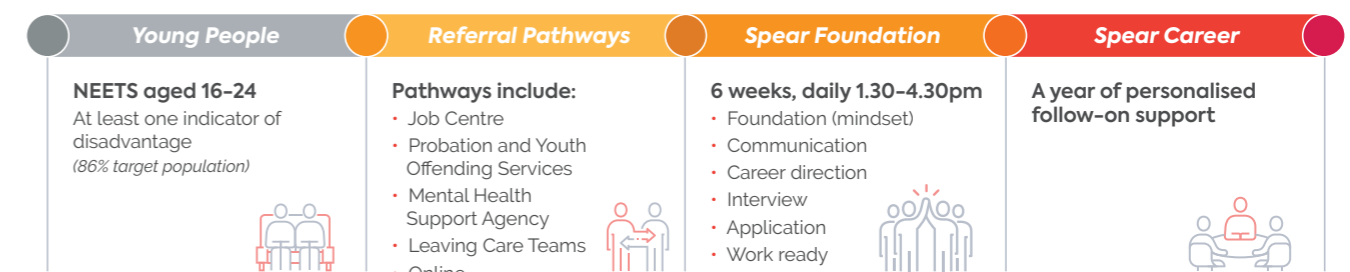 Young People
NEETS aged 16-24
At least one indicator of
disadvantage
(86% target population)
Referral Pathways
Pathways include:
• Job Centre
• Probation and Youth
Offending Services
• Mental Health
Support Agency
• Leaving Care Teams
• Online
Spear Foundation
6 weeks, daily 1.30-4.30pm
• Foundation (mindset)
• Communication
• Career direction
• Interview
• Application
• Work ready
Spear Career
A year of personalised
follow-on support